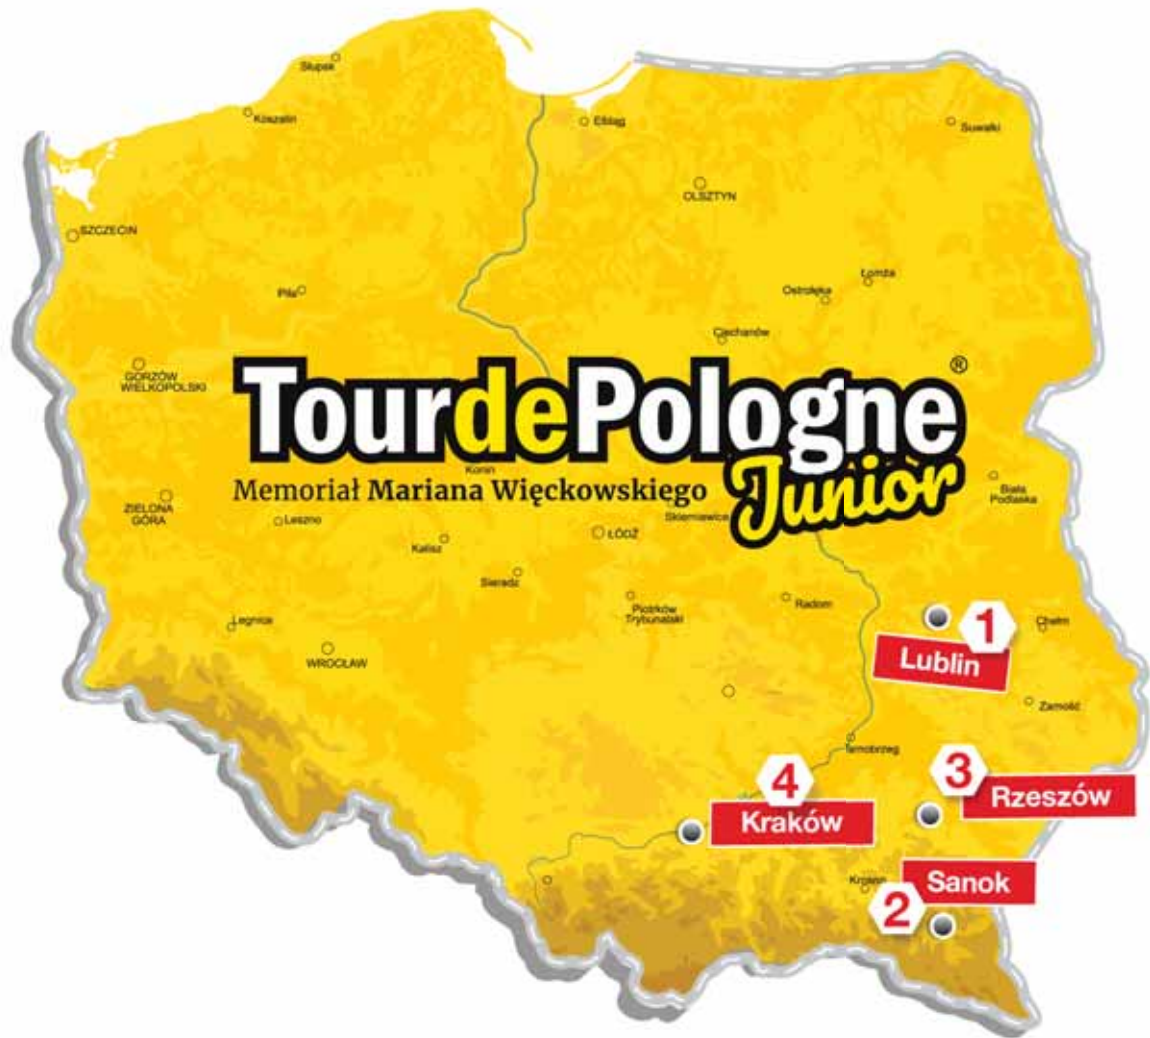 Słupsk
Koszalin
Elbląg
Suwałki
OLSZTYN
SZCZECIN
Łomża
Piła
Ostrołęka
Ciechanów
GORZÓW
WIELKOPOLSKI
TourdePologne®
Junior
Konin
Memoriał Mariana Więckowskiego
Biała
Podlaska
ZIELONA
GÓRA
Leszno
Skierniewice
ŁÓDŹ
Kalisz
Sieradz
Radom
Piotrków
Trybunalski
Legnica
1
Chełm
Lublin
WROCŁAW
Zamość
Tarnobrzeg
4
Kraków
3
Rzeszów
Krosno
Sanok
2